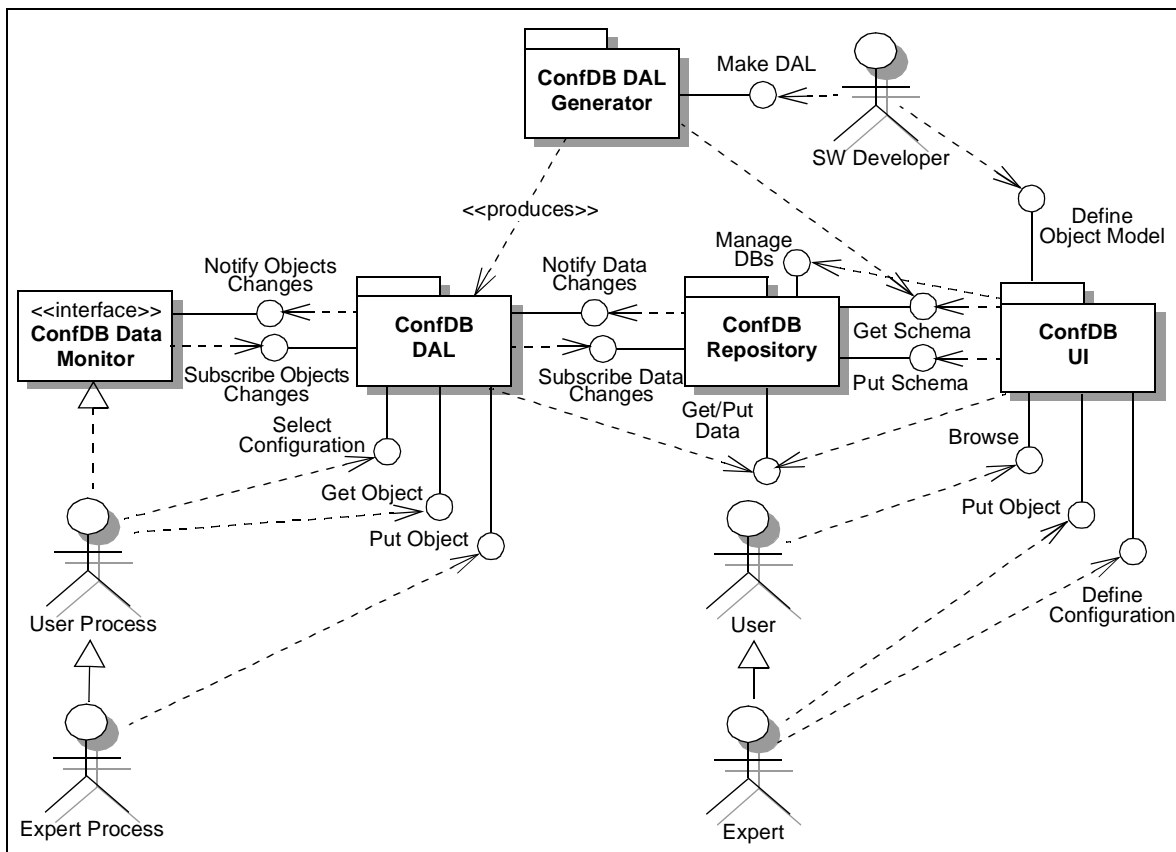 ConfDB DAL
Generator
Make DAL
SW Developer
<<produces>>
Define
Object Model
Manage
DBs
Notify Objects
Changes
Notify Data
Changes
<<interface>>
ConfDB Data
Monitor
ConfDB
DAL
ConfDB
Repository
Get Schema
ConfDB
UI
Subscribe Objects
Changes
Subscribe Data
Changes
Put Schema
Select
Configuration
Get/Put
Data
Browse
Get Object
Put Object
Put Object
Define
Configuration
User Process
User
Expert Process
Expert